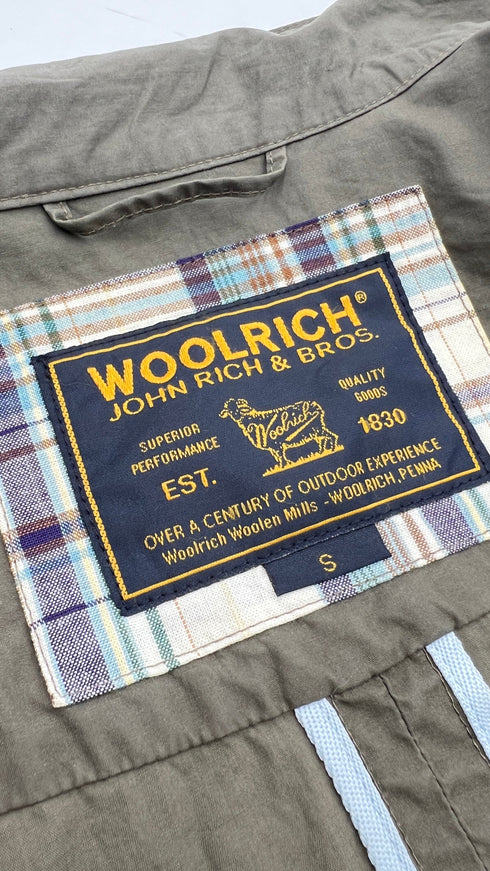 WOOLRICH®
JOHN RICH & BROS.
SUPERIOR
PERFORMANCE
Woolrich
QUALITY
GOODS
EST.
1830
OVER A CENTURY OF OUTDOOR EXPERIENCE
Woolrich Woolen Mills - WOOLRICH, PENNA
S